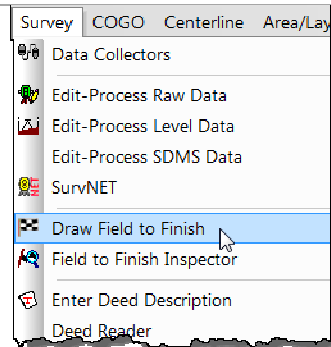 Survey COGO Centerline Area/Lay
Data Collectors
Edit-Process Raw Data
Edit-Process Level Data
Edit-Process SDMS Data
NET SurvNET
Draw Field to Finish
Field to Finish Inspector
Enter Deed Description
Deed Reader